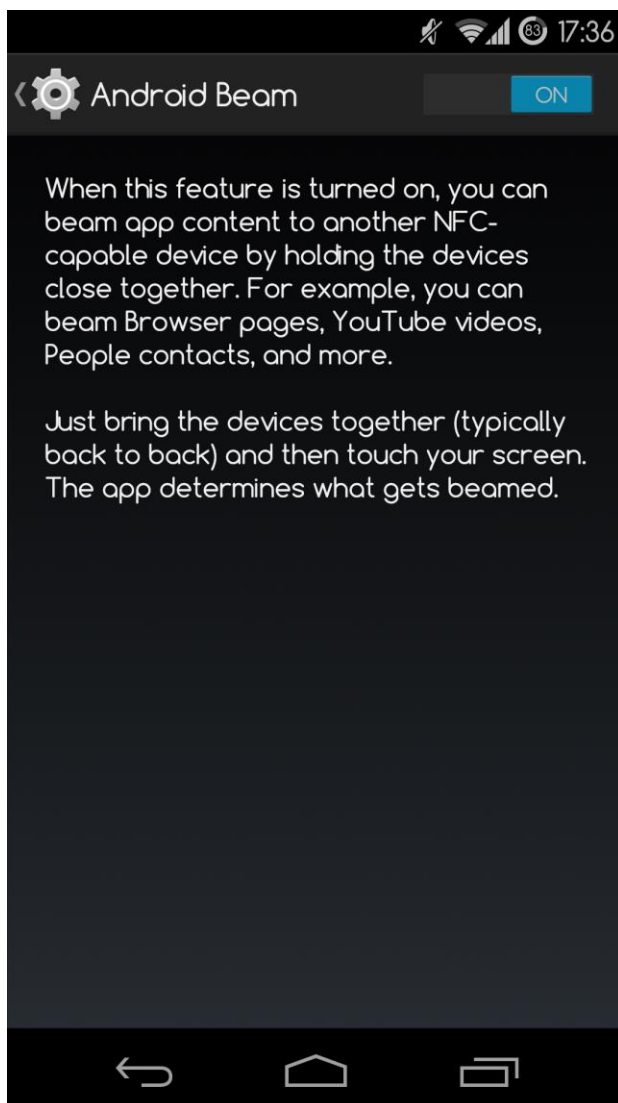 83 17:36
Android Beam ON
When this feature is turned on, you can
beam app content to another NFC-
capable device by holding the devices
close together. For example, you can
beam Browser pages, YouTube videos,
People contacts, and more.
Just bring the devices together (typically
back to back) and then touch your screen.
The app determines what gets beamed.